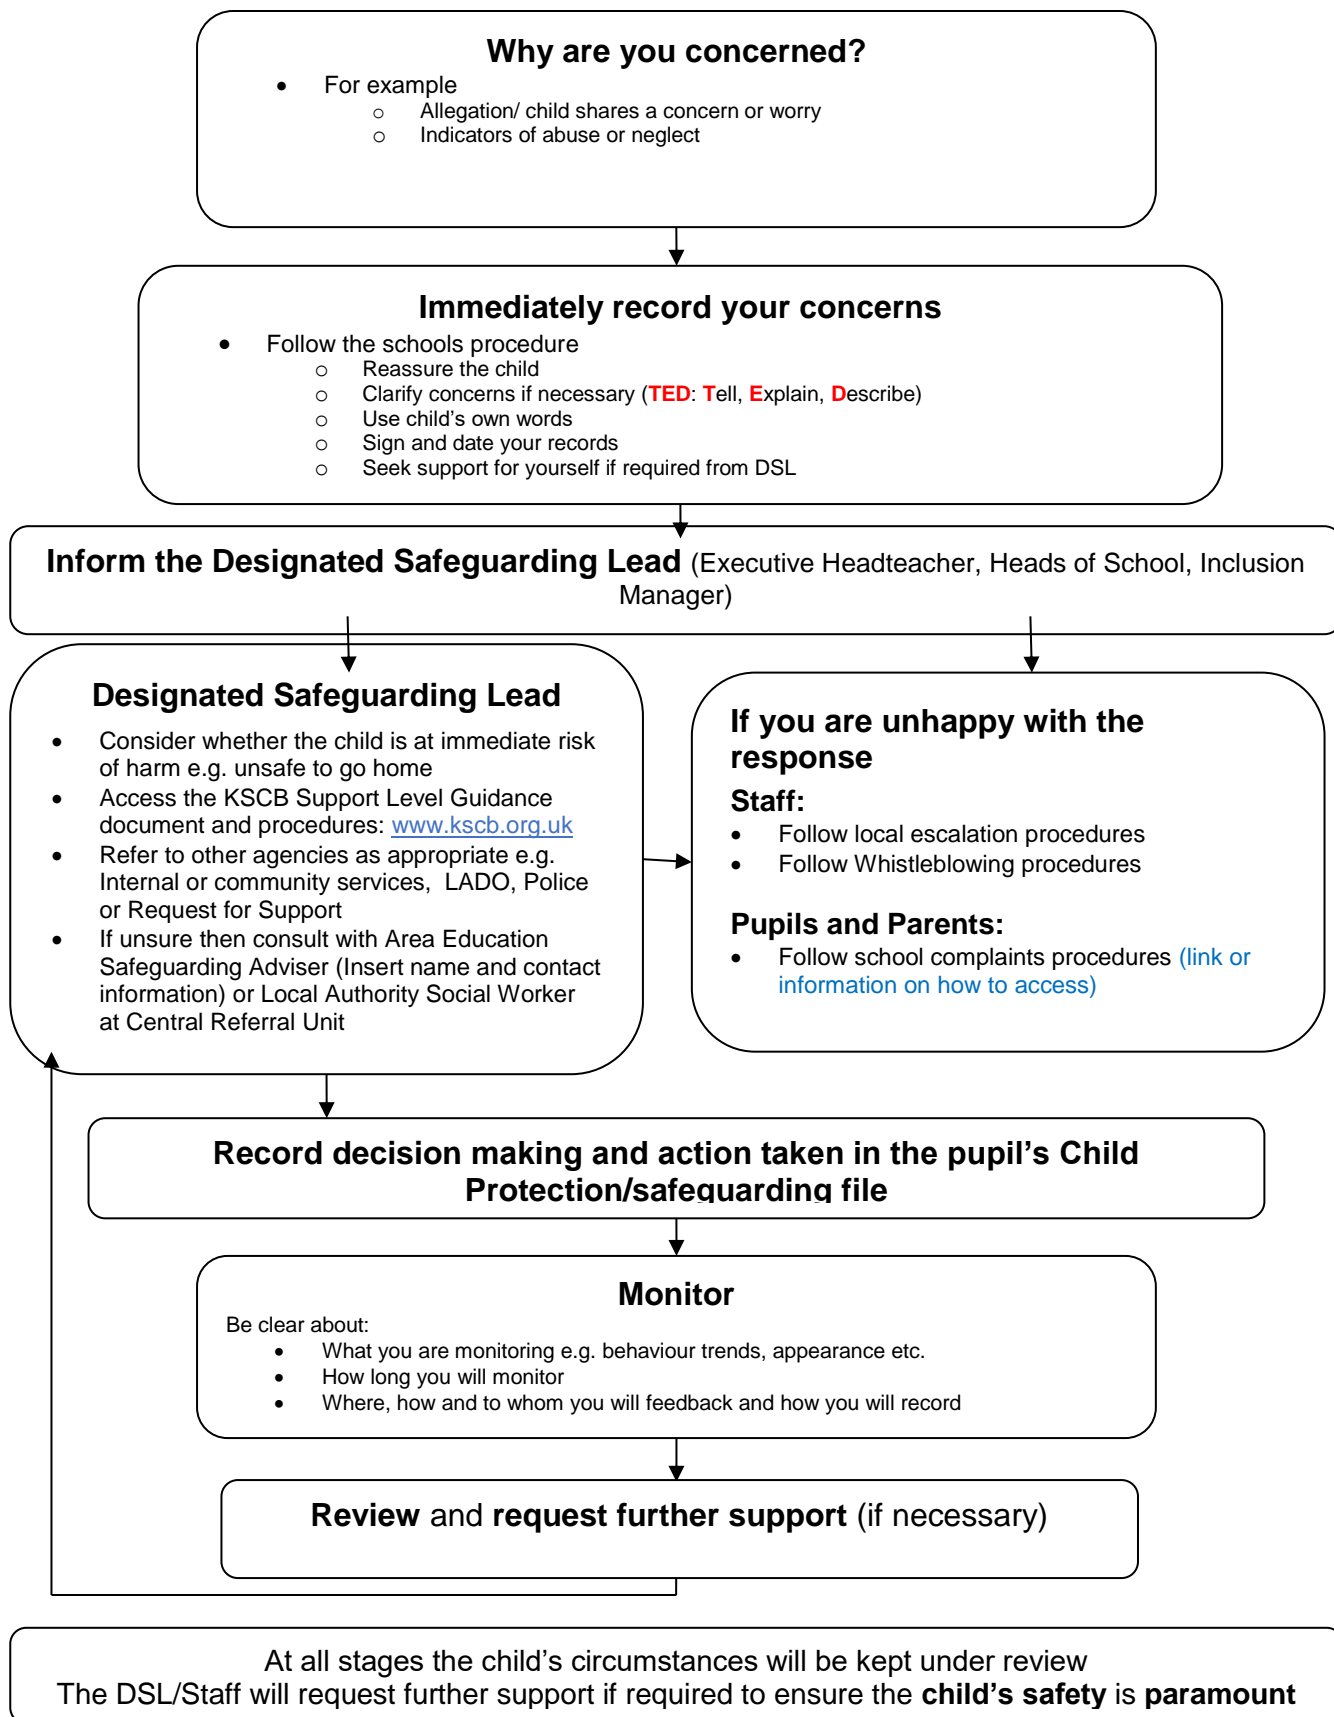 Why are you concerned?
• For example
o Allegation/ child shares a concern or worry
o Indicators of abuse or neglect
Immediately record your concerns
• Follow the schools procedure
o Reassure the child
o Clarify concerns if necessary (TED: Tell, Explain, Describe)
o Use child’s own words
o Sign and date your records
o Seek support for yourself if required from DSL
Inform the Designated Safeguarding Lead (Executive Headteacher, Heads of School, Inclusion
Manager)
Designated Safeguarding Lead
• Consider whether the child is at immediate risk
of harm e.g. unsafe to go home
• Access the KSCB Support Level Guidance
document and procedures: www.kscb.org.uk
• Refer to other agencies as appropriate e.g.
Internal or community services, LADO, Police
or Request for Support
• If unsure then consult with Area Education
Safeguarding Adviser (Insert name and contact
information) or Local Authority Social Worker
at Central Referral Unit
If you are unhappy with the
response
Staff:
• Follow local escalation procedures
• Follow Whistleblowing procedures
Pupils and Parents:
• Follow school complaints procedures (link or
information on how to access)
Record decision making and action taken in the pupil’s Child
Protection/safeguarding file
Monitor
Be clear about:
• What you are monitoring e.g. behaviour trends, appearance etc.
• How long you will monitor
• Where, how and to whom you will feedback and how you will record
Review and request further support (if necessary)
At all stages the child’s circumstances will be kept under review
The DSL/Staff will request further support if required to ensure the child’s safety is paramount